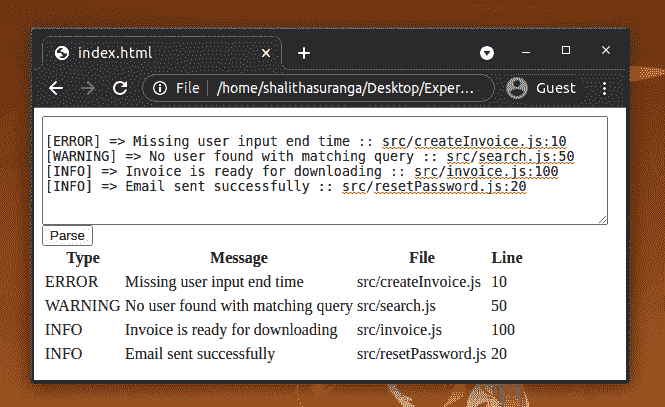 index.html
File /home/shalithasuranga/Desktop/Exper... Guest
[ERROR] => Missing user input end time :: src/createInvoice.js:10
[WARNING] => No user found with matching query :: src/search.js:50
[INFO] => Invoice is ready for downloading :: src/invoice.js:100
[INFO] => Email sent successfully :: src/resetPassword.js:20
Parse
Type Message File Line
ERROR Missing user input end time src/createInvoice.js 10
WARNING No user found with matching query src/search.js 50
INFO Invoice is ready for downloading src/invoice.js 100
INFO Email sent successfully src/resetPassword.js 20